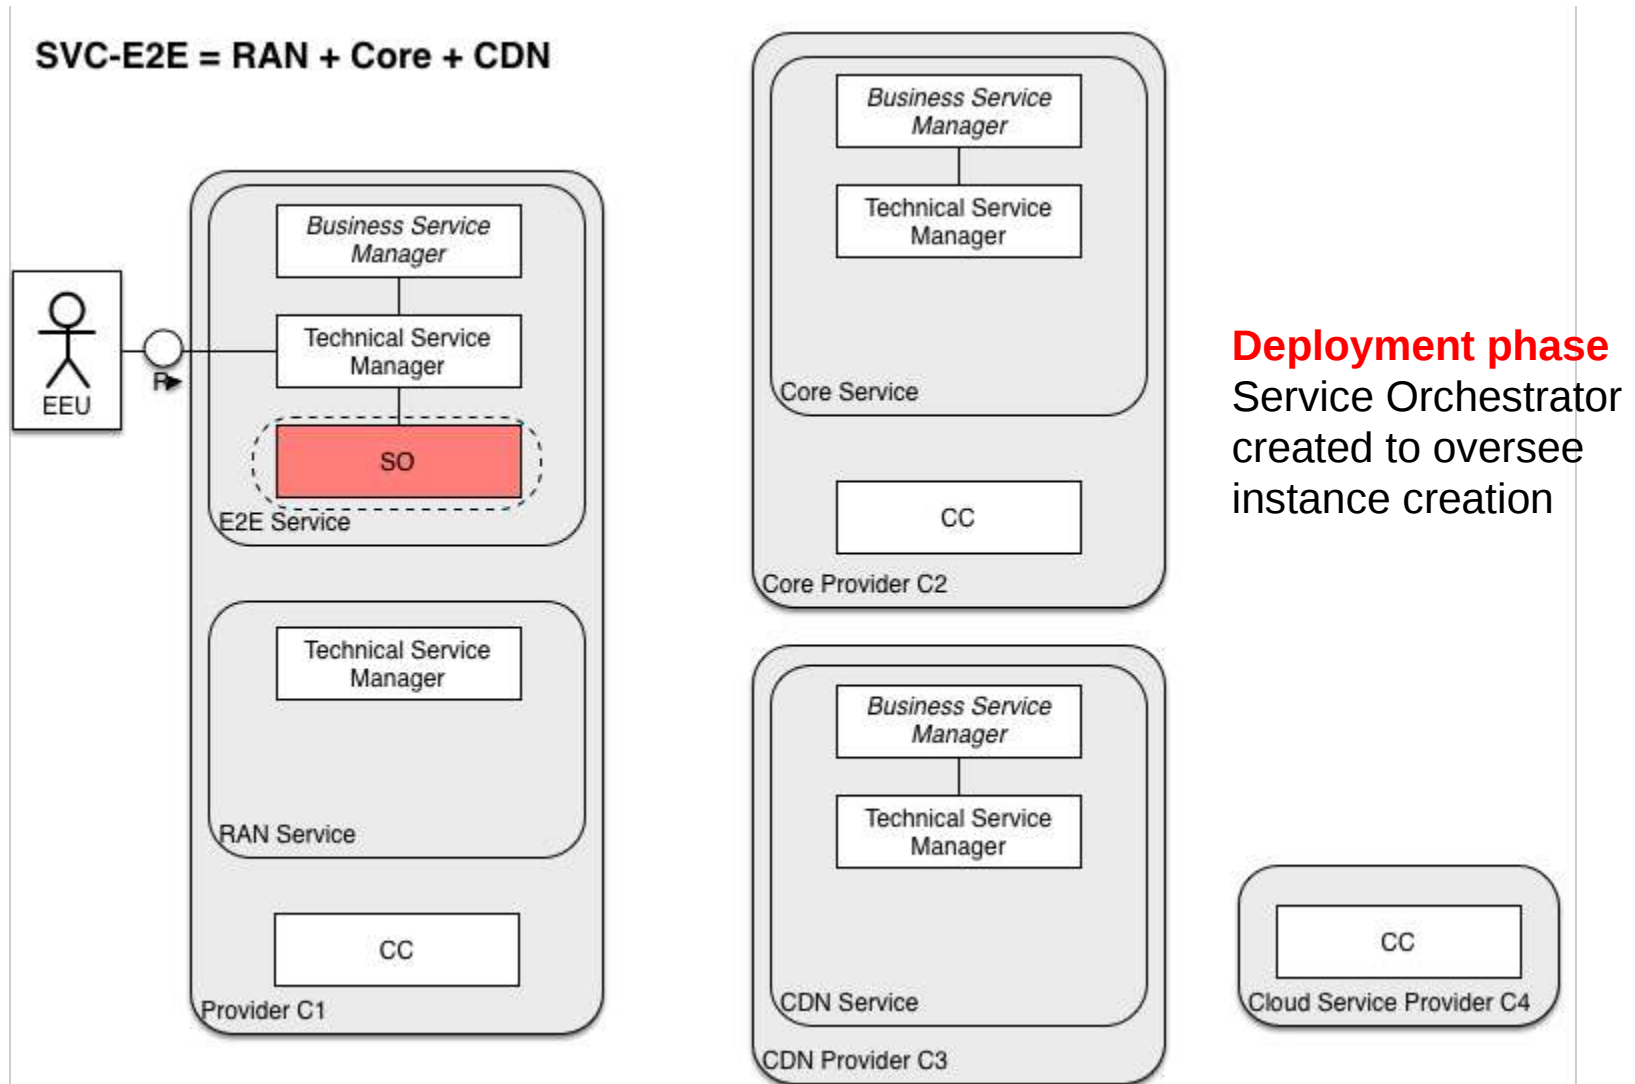 SVC-E2E = RAN + Core + CDN
EEU
R
Business Service
Manager
Technical Service
Manager
SO
E2E Service
Technical Service
Manager
RAN Service
CC
Provider C1
Business Service
Manager
Technical Service
Manager
Core Service
CC
Core Provider C2
Business Service
Manager
Technical Service
Manager
CDN Service
CDN Provider C3
Deployment phase
Service Orchestrator
created to oversee
instance creation
CC
Cloud Service Provider C4